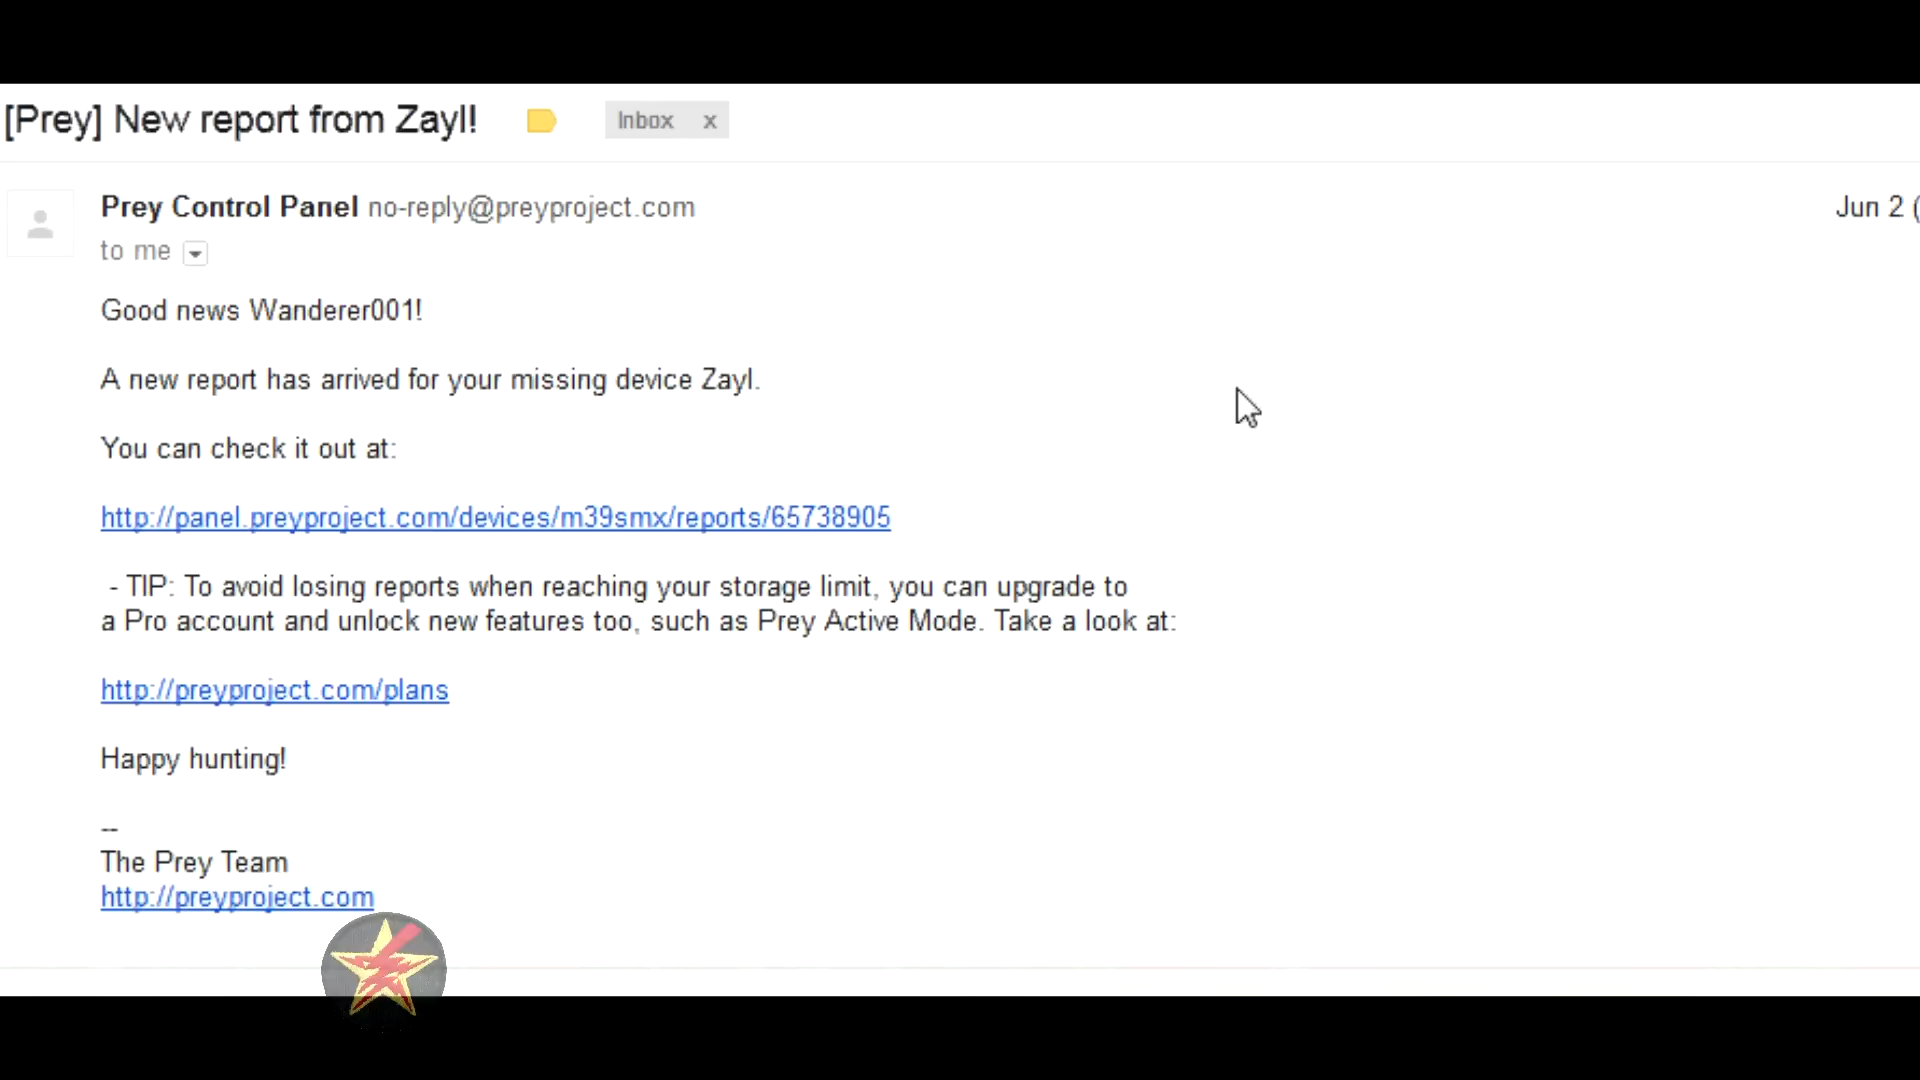 [Prey] New report from Zayl!
Inbox x
Prey Control Panel no-reply@preyproject.com
Jun 2 (
to me
Good news Wanderer001!
A new report has arrived for your missing device Zayl.
You can check it out at:
http://panel.preyproject.com/devices/m39smx/reports/65738905
- TIP: To avoid losing reports when reaching your storage limit, you can upgrade to
a Pro account and unlock new features too, such as Prey Active Mode. Take a look at:
http://preyproject.com/plans
Happy hunting!
--
The Prey Team
http://preyproject.com